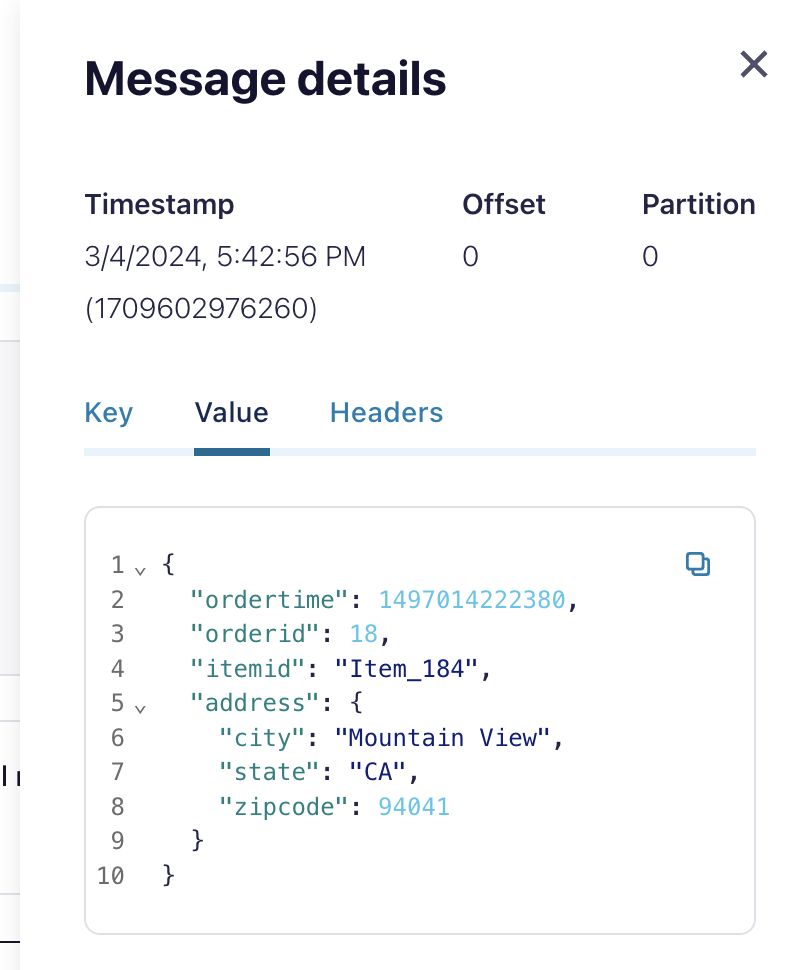 Message details
Timestamp Offset Partition
3/4/2024, 5:42:56 PM 0 0
(1709602976260)
Key Value Headers
1 {
2 "ordertime": 1497014222380,
3 "orderid": 18,
4 "itemid": "Item_184",
5 "address": {
6 "city": "Mountain View",
7 "state": "CA",
8 "zipcode": 94041
9 }
10 }